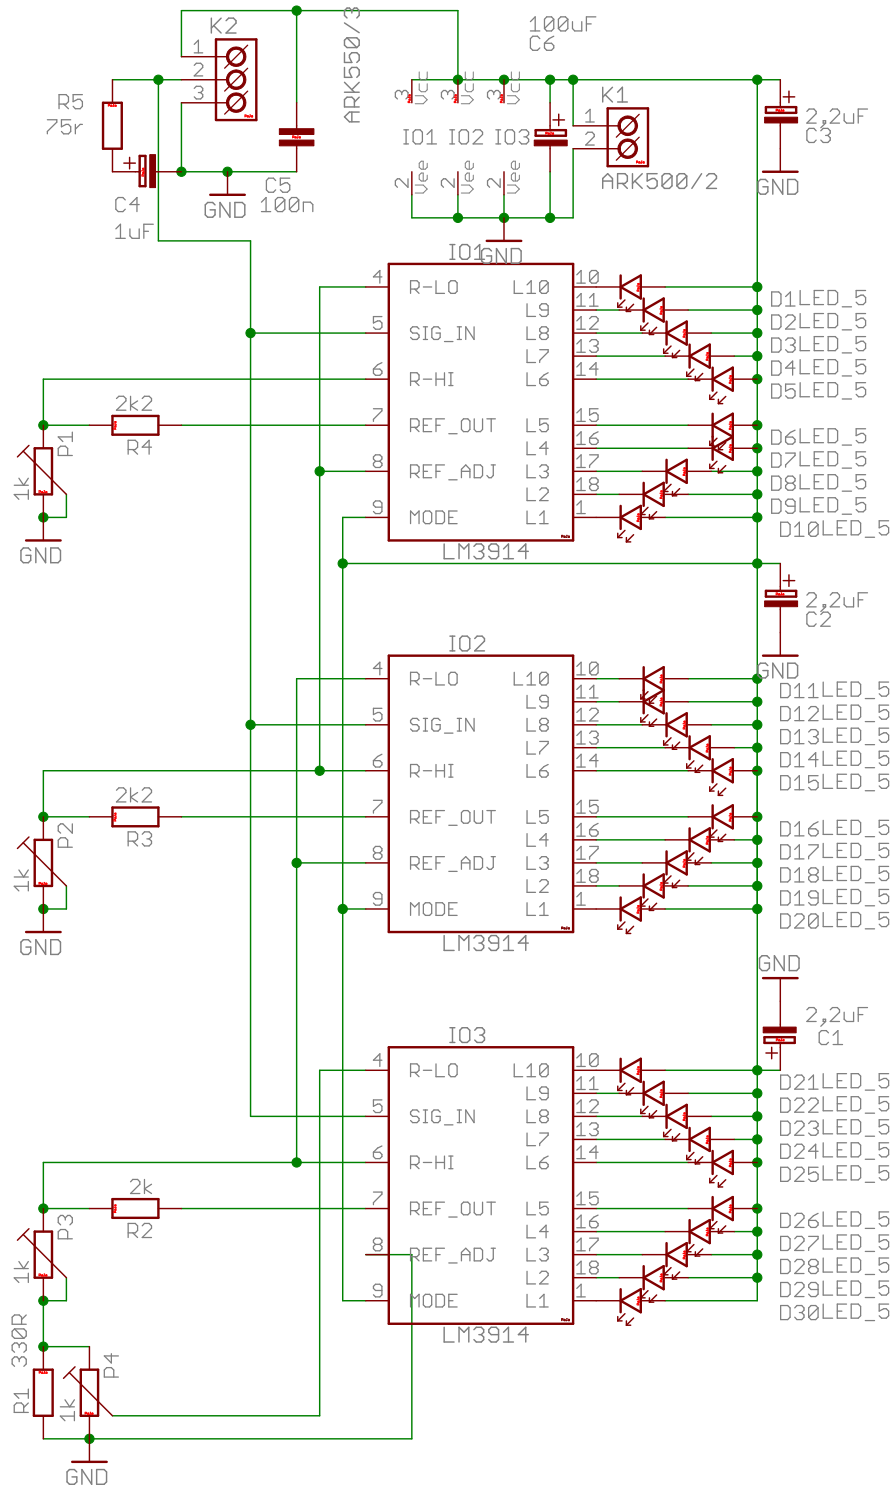 K2
1
2
3
ARK550/3
100uF
C6
R5
75r
3
Vcc
3
Vcc
3
Vcc
K1
1
2
2,2uF
C3
IO1
IO2
IO3
2
Vee
2
Vee
2
Vee
ARK500/2
GND
C4
1uF
GND
C5
100n
GND
IO1
4
R-LO
L10
10
L9
11
5
SIG_IN
L8
12
L7
13
6
R-HI
L6
14
7
REF_OUT
L5
15
L4
16
8
REF_ADJ
L3
17
L2
18
9
MODE
L1
1
LM3914
D1LED_5
D2LED_5
D3LED_5
D4LED_5
D5LED_5
D6LED_5
D7LED_5
D8LED_5
D9LED_5
D10LED_5
2k2
R4
P1
1k
GND
2,2uF
C2
GND
IO2
4
R-LO
L10
10
L9
11
5
SIG_IN
L8
12
L7
13
6
R-HI
L6
14
7
REF_OUT
L5
15
L4
16
8
REF_ADJ
L3
17
L2
18
9
MODE
L1
1
LM3914
D11LED_5
D12LED_5
D13LED_5
D14LED_5
D15LED_5
D16LED_5
D17LED_5
D18LED_5
D19LED_5
D20LED_5
2k2
R3
P2
1k
GND
GND
2,2uF
C1
IO3
4
R-LO
L10
10
L9
11
5
SIG_IN
L8
12
L7
13
6
R-HI
L6
14
7
REF_OUT
L5
15
L4
16
8
REF_ADJ
L3
17
L2
18
9
MODE
L1
1
LM3914
D21LED_5
D22LED_5
D23LED_5
D24LED_5
D25LED_5
D26LED_5
D27LED_5
D28LED_5
D29LED_5
D30LED_5
2k
R2
P3
1k
330R
R1
P4
1k
GND